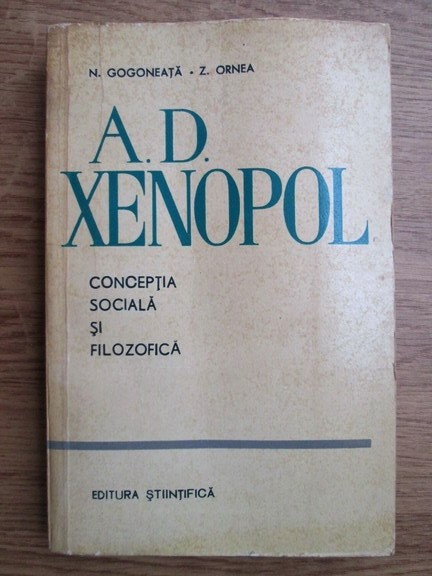 N. GOGONEAȚĂ • Z. ORNEA
A. D.
XENOPOL
CONCEPȚIA
SOCIALĂ
ȘI
FILOZOFICĂ
EDITURA ȘTIINȚIFICĂ